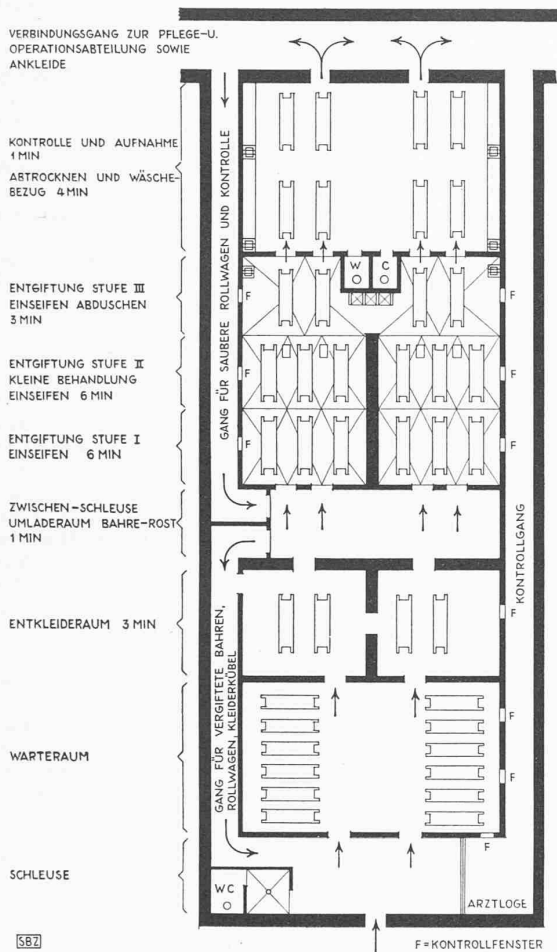 VERBINDUNGSGANG ZUR PFLEGE-U.
OPERATIONSABTEILUNG SOWIE
ANKLEIDE
KONTROLLE UND AUFNAHME
1 MIN
ABTROCKNEN UND WÄSCHE-
BEZUG 4 MIN
ENTGIFTUNG STUFE III
EINSEIFEN ABDUSCHEN
3 MIN
ENTGIFTUNG STUFE II
KLEINE BEHANDLUNG
EINSEIFEN 6 MIN
ENTGIFTUNG STUFE I
EINSEIFEN 6 MIN
ZWISCHEN-SCHLEUSE
UMLADERAUM BAHRE-ROST
1 MIN
ENTKLEIDERAUM 3 MIN
WARTERAUM
SCHLEUSE
SBZ
GANG FÜR SAUBERE ROLLWAGEN UND KONTROLLE
GANG FÜR VERGIFTETE BAHREN,
ROLLWAGEN, KLEIDERKÜBEL
W
C
F
F
F
F
F
F
F
KONTROLLGANG
WC
ARZTLOGE
F = KONTROLLFENSTER